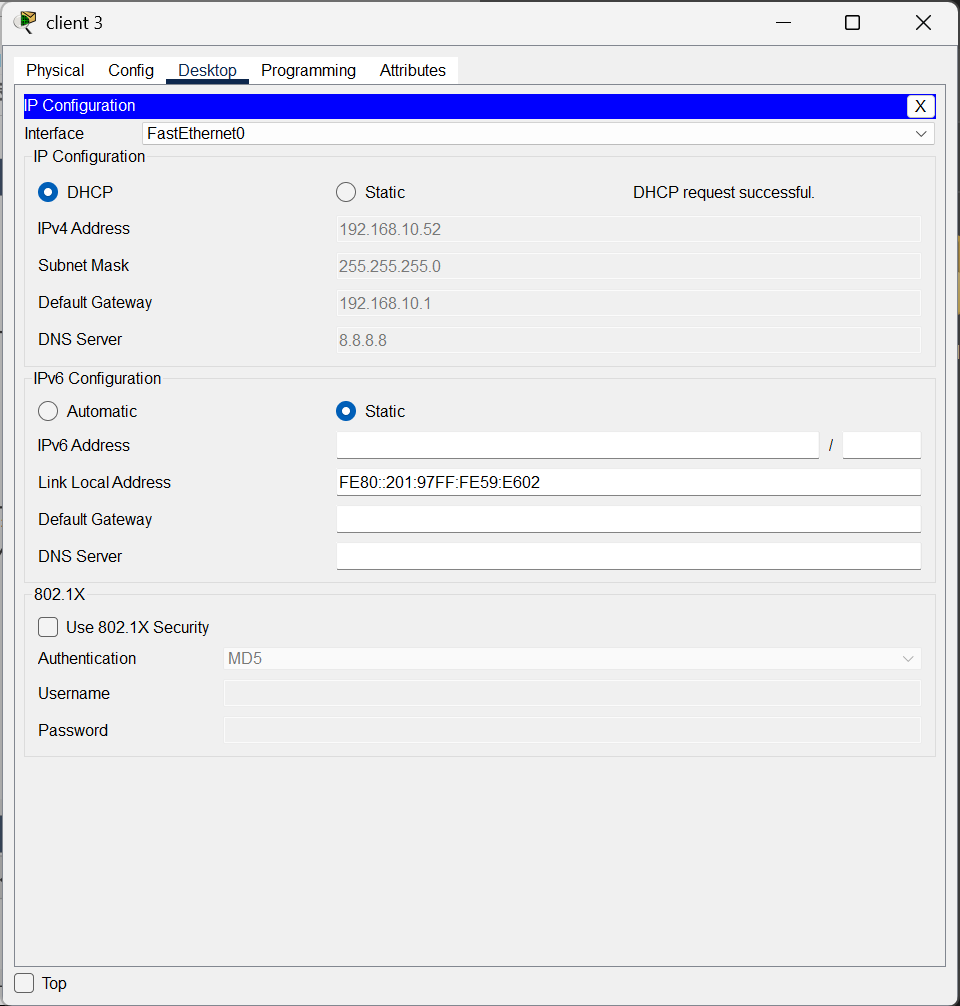 client 3
Physical Config Desktop Programming Attributes
IP Configuration X
Interface FastEthernet0
IP Configuration
DHCP Static DHCP request successful.
IPv4 Address 192.168.10.52
Subnet Mask 255.255.255.0
Default Gateway 192.168.10.1
DNS Server 8.8.8.8
IPv6 Configuration
Automatic Static
IPv6 Address /
Link Local Address FE80::201:97FF:FE59:E602
Default Gateway
DNS Server
802.1X
Use 802.1X Security
Authentication MD5
Username
Password
Top